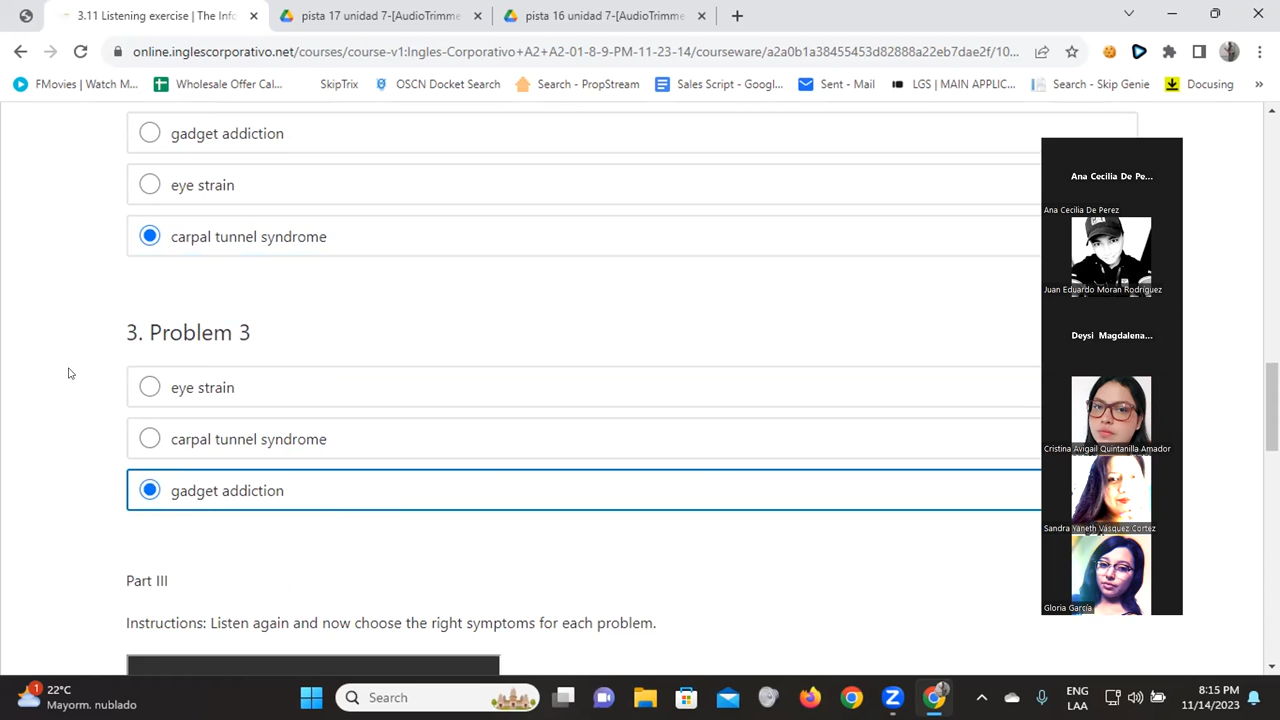 3.11 Listening exercise | The Info
pista 17 unidad 7-[AudioTrimme
pista 16 unidad 7-[AudioTrimme
online.inglescorporativo.net/courses/course-v1:Ingles-Corporativo+A2+A2-01-8-9-PM-11-23-14/courseware/a2a0b1a38455453d82888a22eb7dae2f/10...
FMovies | Watch M...
Wholesale Offer Cal...
SkipTrix
OSCN Docket Search
Search - PropStream
Sales Script - Googl...
Sent - Mail
LGS | MAIN APPLIC...
Search - Skip Genie
Docusing
»
gadget addiction
eye strain
carpal tunnel syndrome
3. Problem 3
eye strain
carpal tunnel syndrome
gadget addiction
Part III
Instructions: Listen again and now choose the right symptoms for each problem.
Ana Cecilia De Pe...
Ana Cecilia De Perez
Juan Eduardo Moran Rodriguez
Deysi Magdalena...
Cristina Avigail Quintanilla Amador
Sandra Yaneth Vásquez Cortez
Gloria García
1
22°C
Mayorm. nublado
Search
ENG
LAA
8:15 PM
11/14/2023